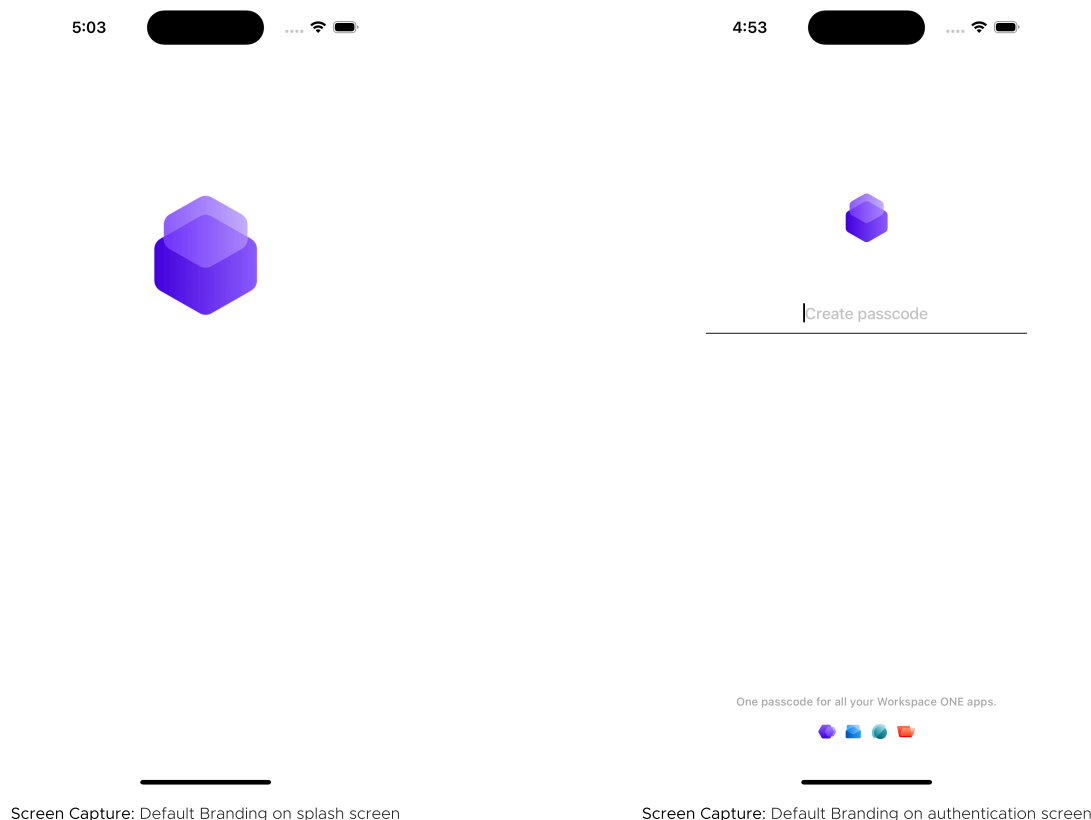 5:03
4:53
Create passcode
One passcode for all your Workspace ONE apps.
Screen Capture: Default Branding on splash screen
Screen Capture: Default Branding on authentication screen